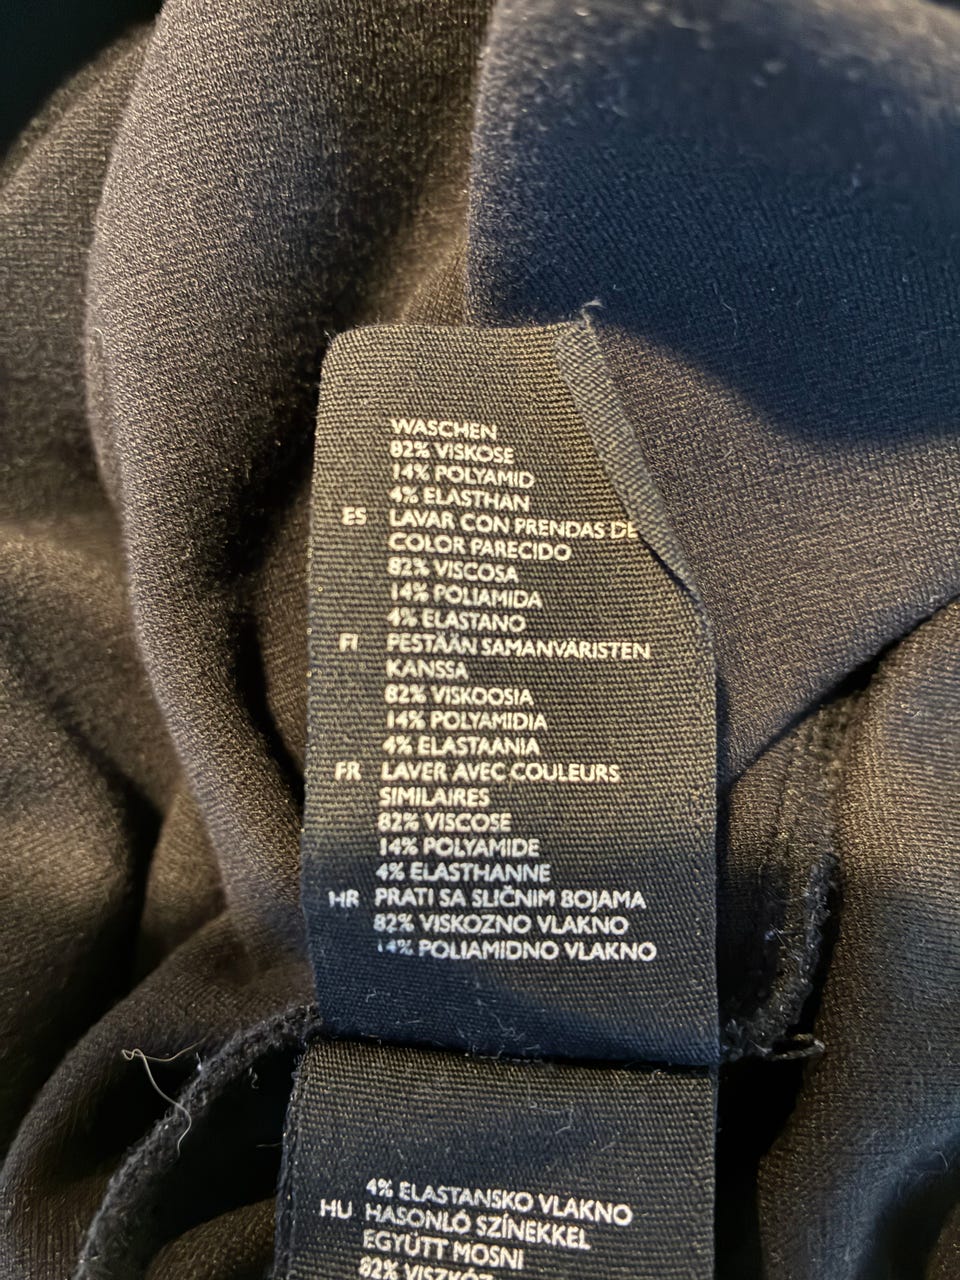 WASCHEN
82% VISKOSE
14% POLYAMID
4% ELASTHAN
ES LAVAR CON PRENDAS DE
COLOR PARECIDO
82% VISCOSA
14% POLIAMIDA
4% ELASTANO
FI PESTÄÄN SAMANVÄRISTEN
KANSSA
82% VISKOOSIA
14% POLYAMIDIA
4% ELASTAANIA
FR LAVER AVEC COULEURS
SIMILAIRES
82% VISCOSE
14% POLYAMIDE
4% ELASTHANNE
HR PRATI SA SLIČNIM BOJAMA
82% VISKOZNO VLAKNO
14% POLIAMIDNO VLAKNO
4% ELASTANSKO VLAKNO
HU HASONLÓ SZÍNEKKEL
EGYÜTT MOSNI
82% VISZKÓZ